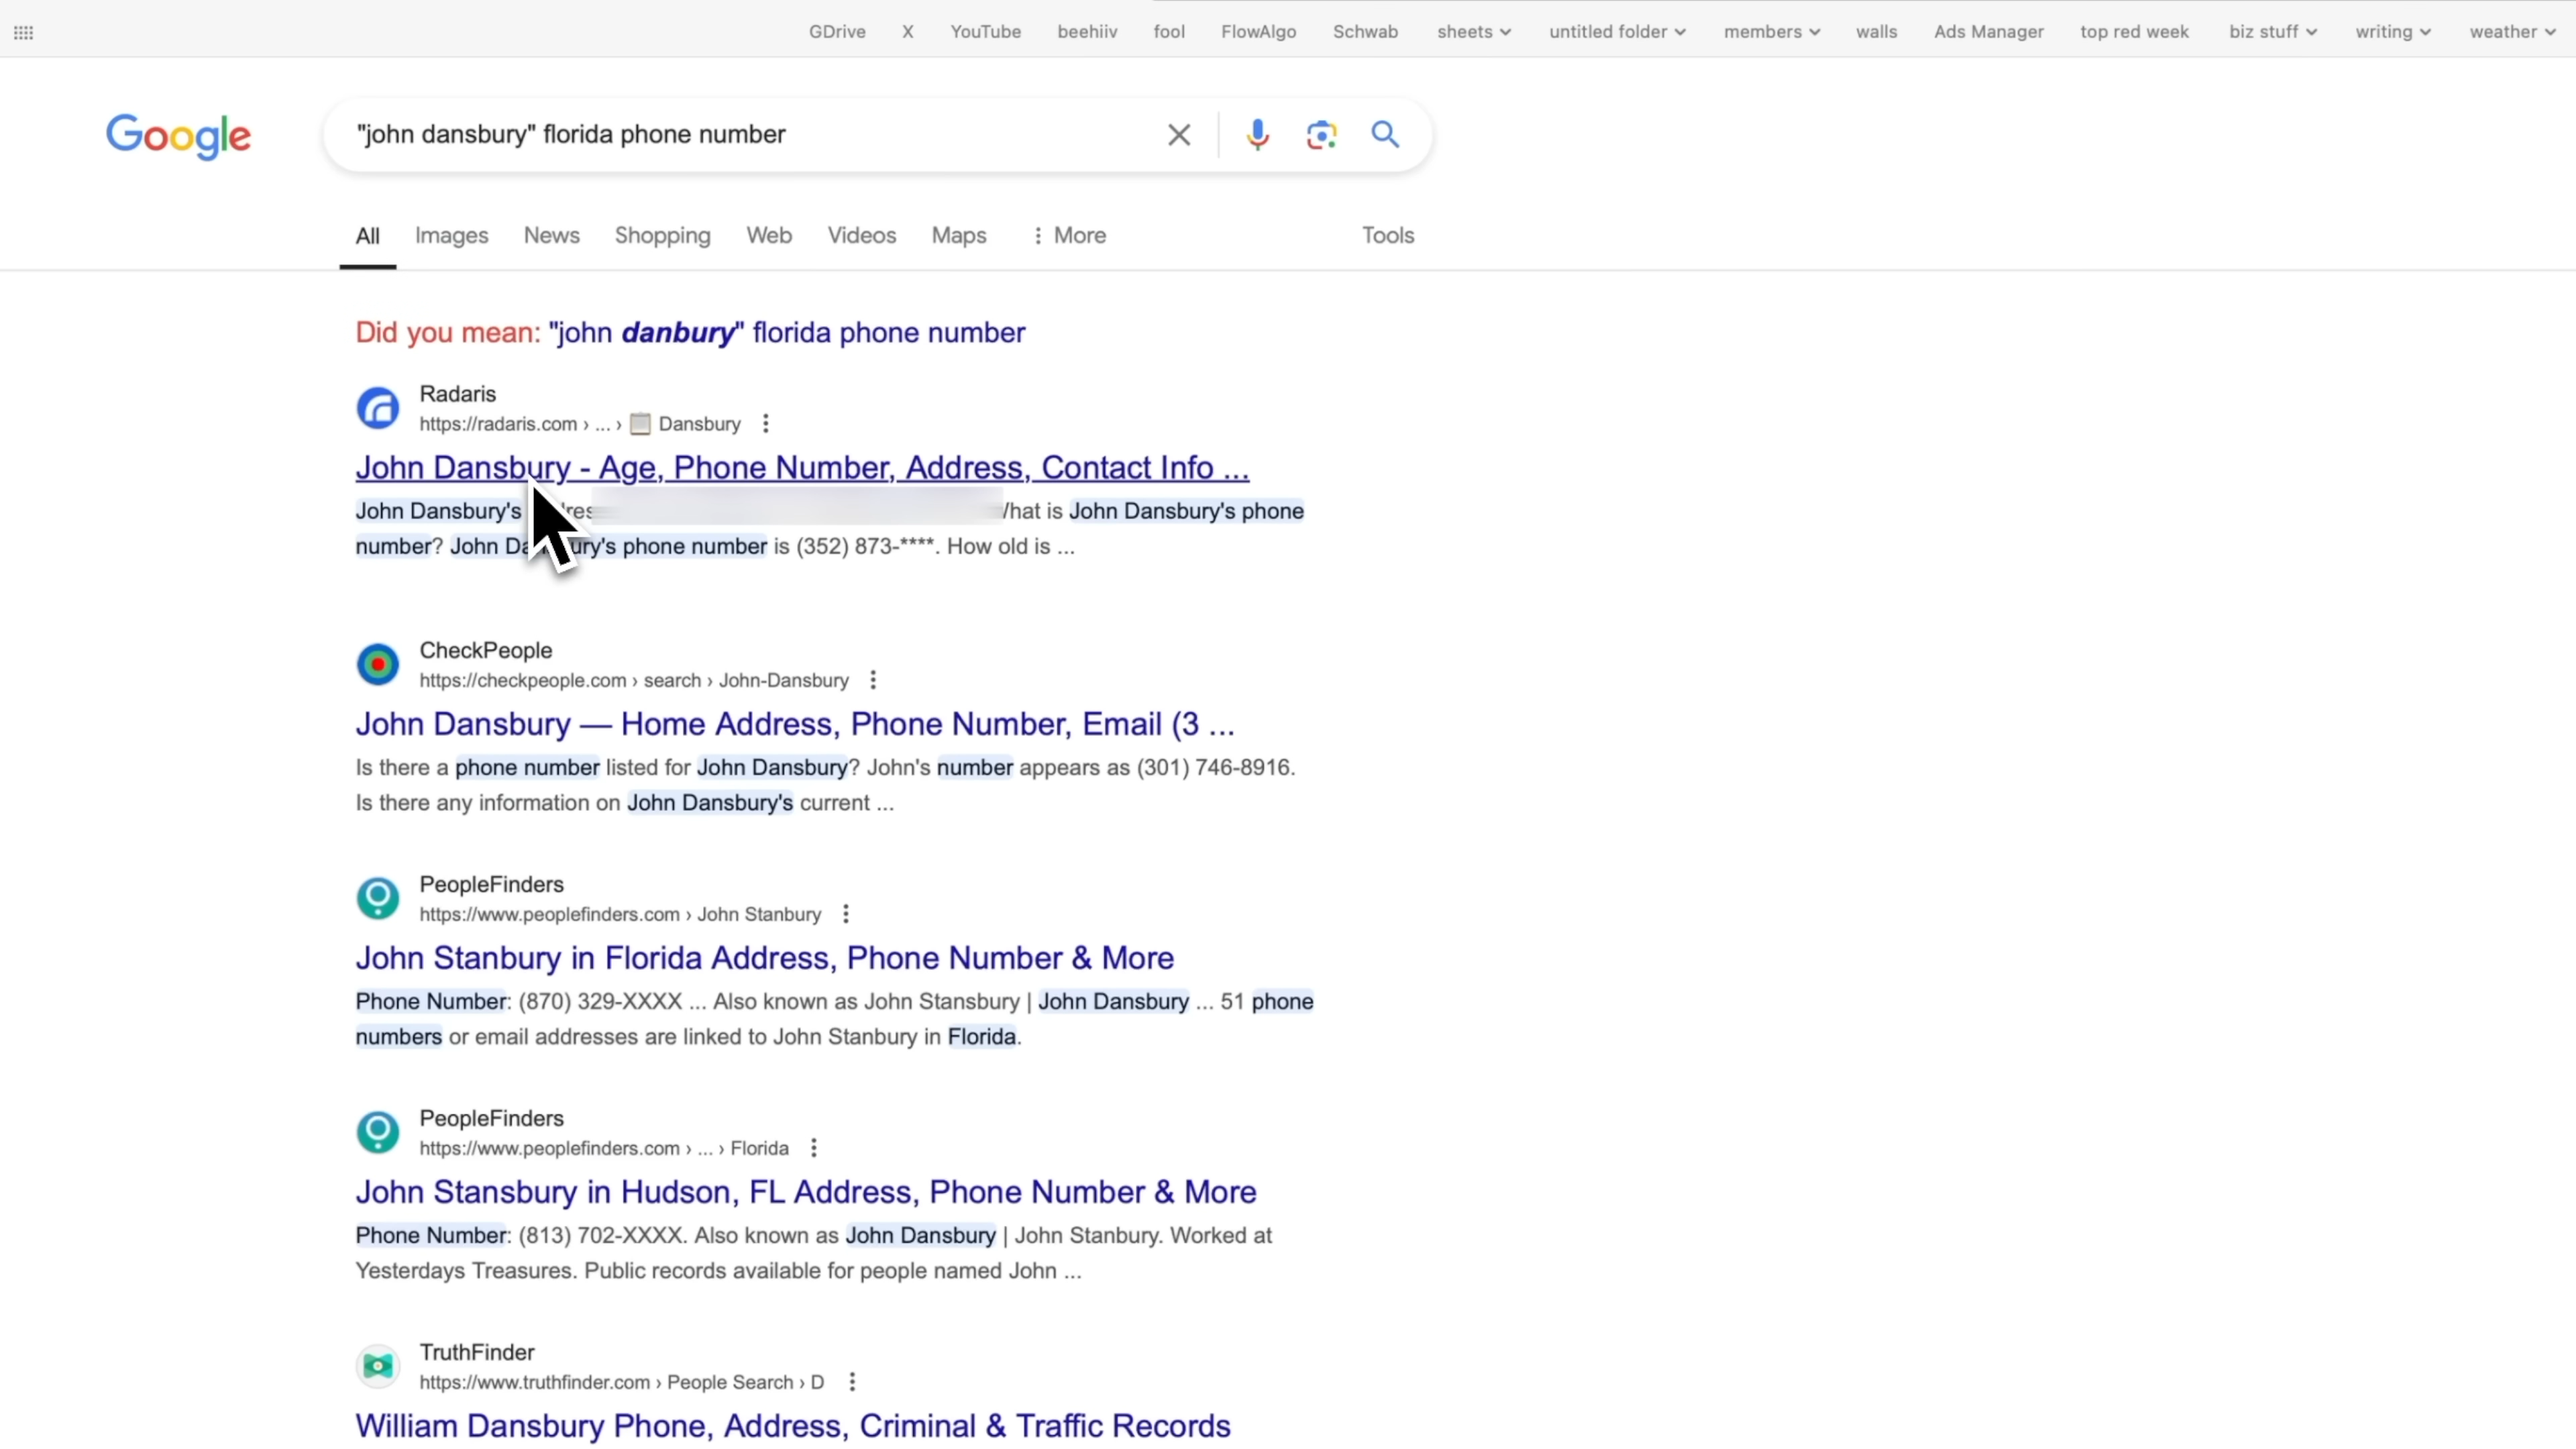 GDrive X YouTube beehiiv fool FlowAlgo Schwab sheets untitled folder members walls Ads Manager top red week biz stuff writing weather
Google
"john dansbury" florida phone number
All Images News Shopping Web Videos Maps More Tools
Did you mean: "john danbury" florida phone number
Radaris
https://radaris.com › ... › Dansbury
John Dansbury - Age, Phone Number, Address, Contact Info ...
John Dansbury's is John Dansbury's phone
number? John phone number is (352) 873-****. How old is ...
CheckPeople
https://checkpeople.com › search › John-Dansbury
John Dansbury — Home Address, Phone Number, Email (3 ...
Is there a phone number listed for John Dansbury? John's number appears as (301) 746-8916.
Is there any information on John Dansbury's current ...
PeopleFinders
https://www.peoplefinders.com › John Stanbury
John Stanbury in Florida Address, Phone Number & More
Phone Number: (870) 329-XXXX ... Also known as John Stansbury | John Dansbury ... 51 phone
numbers or email addresses are linked to John Stanbury in Florida.
PeopleFinders
https://www.peoplefinders.com › ... › Florida
John Stansbury in Hudson, FL Address, Phone Number & More
Phone Number: (813) 702-XXXX. Also known as John Dansbury | John Stanbury. Worked at
Yesterdays Treasures. Public records available for people named John ...
TruthFinder
https://www.truthfinder.com › People Search › D
William Dansbury Phone, Address, Criminal & Traffic Records